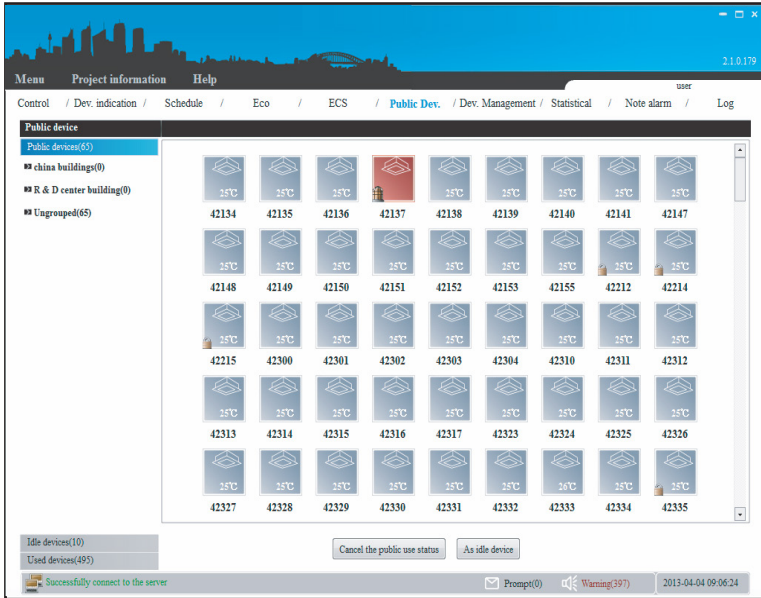 2.1.0.179
Menu Project information Help
user
Control / Dev. indication / Schedule / Eco / ECS / Public Dev. / Dev. Management / Statistical / Note alarm / Log
Public device
Public devices(65)
china buildings(0)
R & D center building(0)
Ungrouped(65)
25℃ 25℃ 25℃ 25℃ 25℃ 25℃ 25℃ 25℃
42134 42135 42136 42137 42138 42139 42140 42141 42147
25℃ 25℃ 25℃ 25℃ 25℃ 25℃ 25℃ 25℃ 25℃
42148 42149 42150 42151 42152 42153 42155 42212 42214
25℃ 25℃ 25℃ 25℃ 25℃ 25℃ 25℃ 25℃ 25℃
42215 42300 42301 42302 42303 42304 42310 42311 42312
25℃ 25℃ 25℃ 25℃ 25℃ 25℃ 25℃ 25℃ 25℃
42313 42314 42315 42316 42317 42323 42324 42325 42326
25℃ 25℃ 25℃ 25℃ 25℃ 25℃ 26℃ 25℃ 25℃
42327 42328 42329 42330 42331 42332 42333 42334 42335
Idle devices(10)
Used devices(495)
Cancel the public use status As idle device
Successfully connect to the server Prompt(0) Warning(397) 2013-04-04 09:06:24